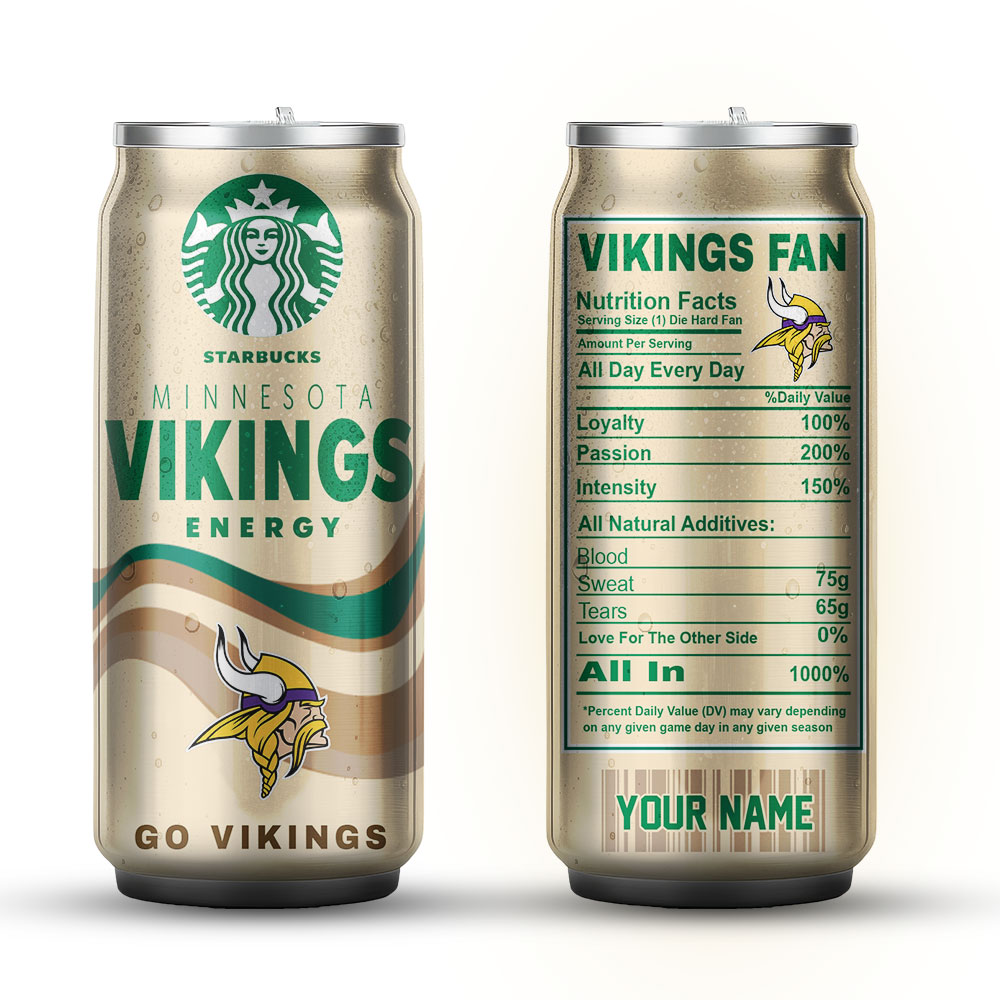 STARBUCKS
MINNESOTA
VIKINGS
ENERGY
GO VIKINGS
VIKINGS FAN
Nutrition Facts
Serving Size (1) Die Hard Fan
Amount Per Serving
All Day Every Day
%Daily Value
Loyalty 100%
Passion 200%
Intensity 150%
All Natural Additives:
Blood
Sweat 75g
Tears 65g
Love For The Other Side 0%
All In 1000%
*Percent Daily Value (DV) may vary depending
on any given game day in any given season
YOUR NAME